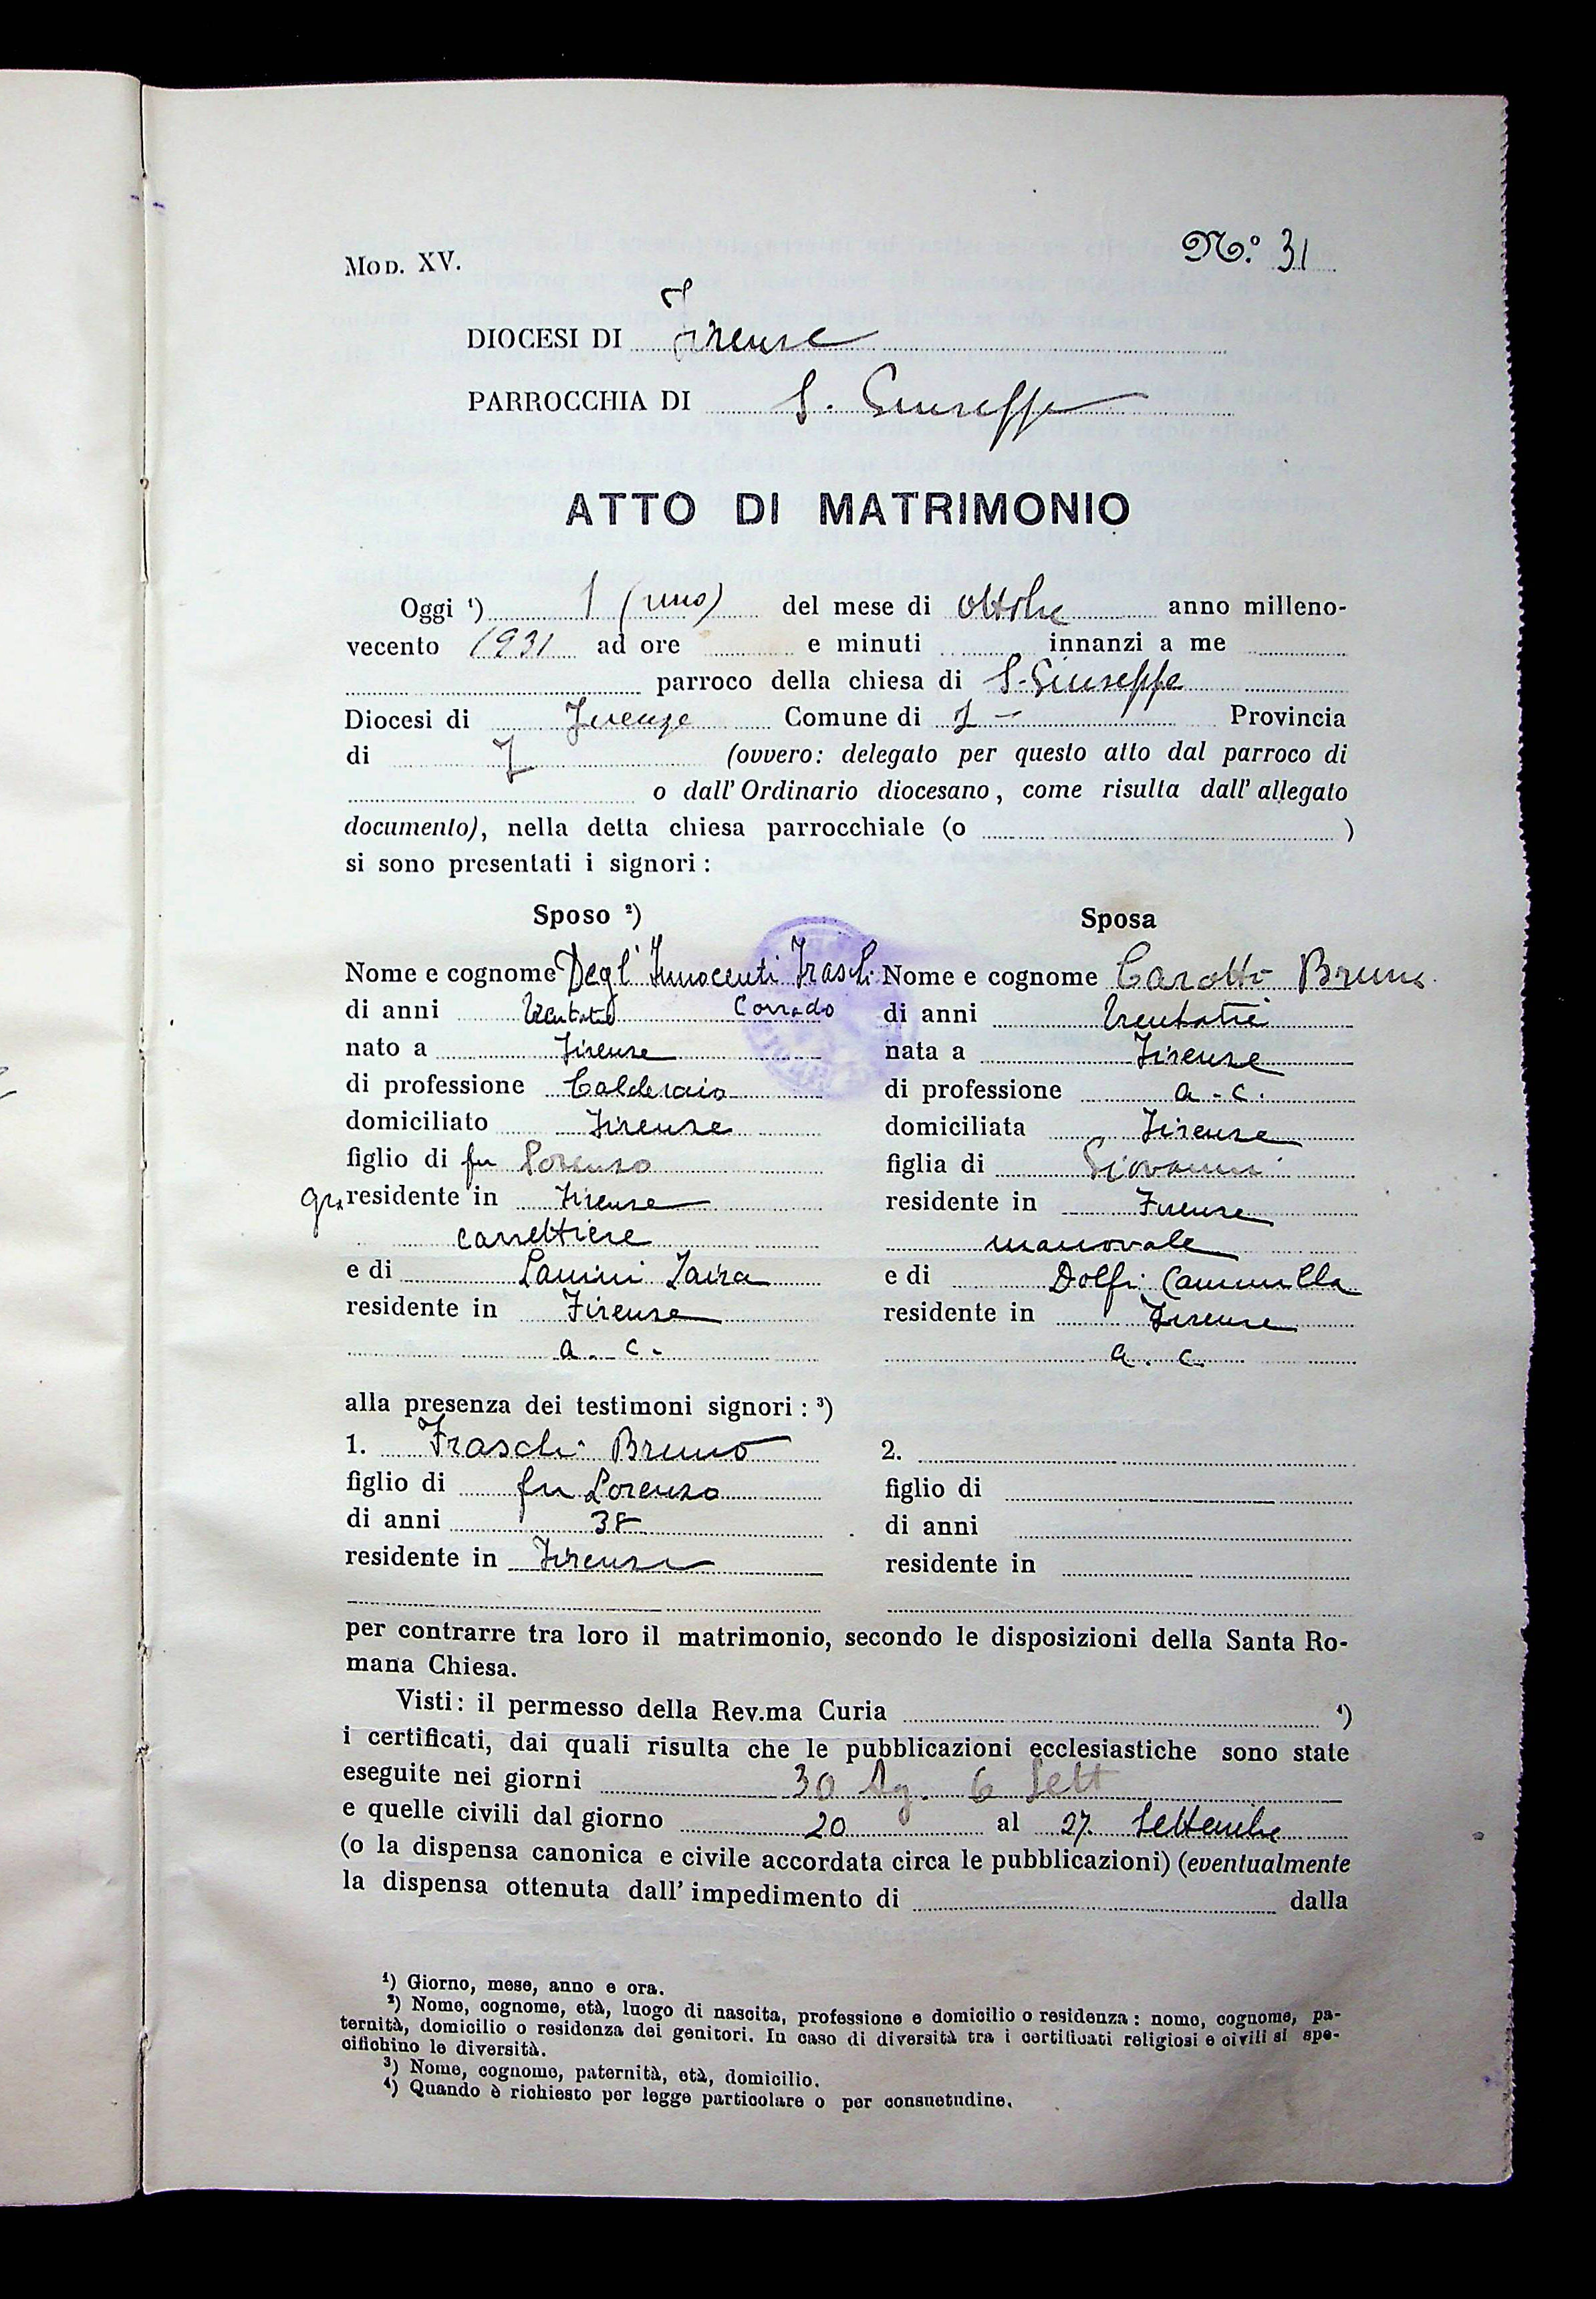 Mod. XV.
N.º 31
DIOCESI DI Firenze
PARROCCHIA DI S. Giuseppe
ATTO DI MATRIMONIO
Oggi ¹) 1 (uno) del mese di ottobre anno milleno-
vecento 1931 ad ore e minuti innanzi a me
parroco della chiesa di S. Giuseppe
Diocesi di Firenze Comune di F - Provincia
di F (ovvero: delegato per questo atto dal parroco di
o dall'Ordinario diocesano, come risulta dall'allegato
documento), nella detta chiesa parrocchiale (o )
si sono presentati i signori:
Sposo ²) Sposa
Nome e cognome Degl'Innocenti Fraschi Nome e cognome Carotti Bruna
Corrado
di anni di anni trentatre
nato a Firenze nata a Firenze
di professione Calderaio di professione a. c.
domiciliato Firenze domiciliata Firenze
figlio di fu Lorenzo figlia di Giovanni
residente in Firenze residente in Firenze
carrettiere manovale
e di Zaira e di Dolfi Cammilla
residente in Firenze residente in Firenze
a. c. a. c.
alla presenza dei testimoni signori: ³)
1. Fraschi Bruno 2.
figlio di fu Lorenzo figlio di
di anni 38 di anni
residente in Firenze residente in
per contrarre tra loro il matrimonio, secondo le disposizioni della Santa Ro-
mana Chiesa.
Visti: il permesso della Rev.ma Curia ⁴)
i certificati, dai quali risulta che le pubblicazioni ecclesiastiche sono state
eseguite nei giorni 30 Ag. 6 Sett
e quelle civili dal giorno 20 al 27 Settembre
(o la dispensa canonica e civile accordata circa le pubblicazioni) (eventualmente
la dispensa ottenuta dall'impedimento di dalla
¹) Giorno, mese, anno e ora.
²) Nome, cognome, età, luogo di nascita, professione e domicilio o residenza: nome, cognome, pa-
ternità, domicilio o residenza dei genitori. In caso di diversità tra i certificati religiosi e civili si spe-
cifichino le diversità.
³) Nome, cognome, paternità, età, domicilio.
⁴) Quando è richiesto per legge particolare o per consuetudine.